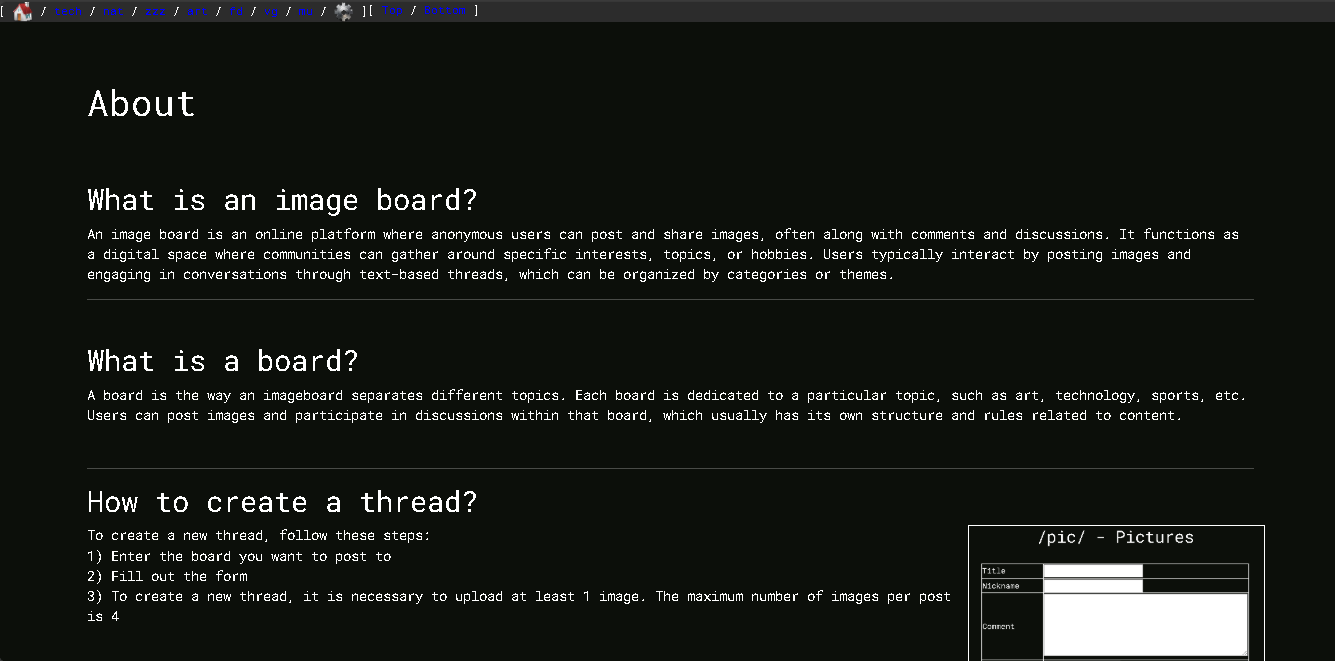 [ / tech / nat / zzz / art / fd / vg / mu / ][ Top / Bottom ]
About
What is an image board?
An image board is an online platform where anonymous users can post and share images, often along with comments and discussions. It functions as
a digital space where communities can gather around specific interests, topics, or hobbies. Users typically interact by posting images and
engaging in conversations through text-based threads, which can be organized by categories or themes.
What is a board?
A board is the way an imageboard separates different topics. Each board is dedicated to a particular topic, such as art, technology, sports, etc.
Users can post images and participate in discussions within that board, which usually has its own structure and rules related to content.
How to create a thread?
To create a new thread, follow these steps:
1) Enter the board you want to post to
2) Fill out the form
3) To create a new thread, it is necessary to upload at least 1 image. The maximum number of images per post
is 4
/pic/ - Pictures
Title
Nickname
Comment